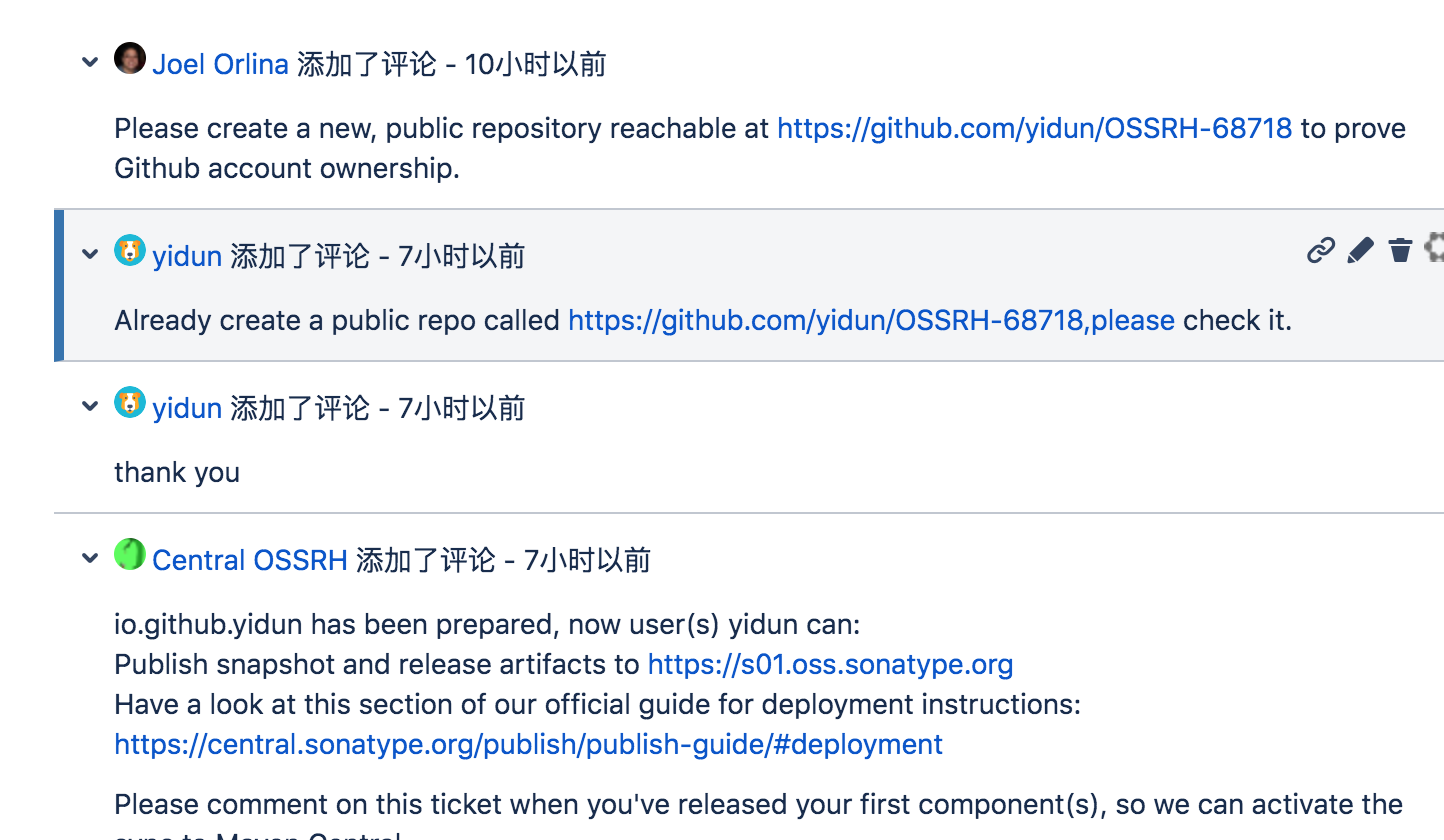 Joel Orlina 添加了评论 - 10小时以前
Please create a new, public repository reachable at https://github.com/yidun/OSSRH-68718 to prove
Github account ownership.
yidun 添加了评论 - 7小时以前
Already create a public repo called https://github.com/yidun/OSSRH-68718,please check it.
yidun 添加了评论 - 7小时以前
thank you
Central OSSRH 添加了评论 - 7小时以前
io.github.yidun has been prepared, now user(s) yidun can:
Publish snapshot and release artifacts to https://s01.oss.sonatype.org
Have a look at this section of our official guide for deployment instructions:
https://central.sonatype.org/publish/publish-guide/#deployment
Please comment on this ticket when you've released your first component(s), so we can activate the
sync to Maven Central